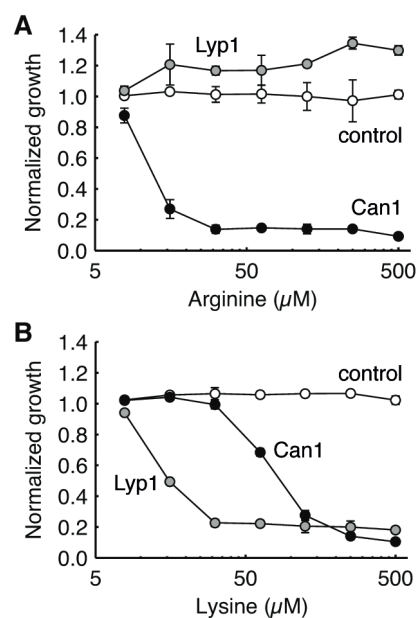 A
1.4
1.2
1.0
0.8
0.6
0.4
0.2
0.0
Normalized growth
Lyp1
control
Can1
5
50
500
Arginine (μM)
B
1.4
1.2
1.0
0.8
0.6
0.4
0.2
0.0
Normalized growth
control
Can1
Lyp1
5
50
500
Lysine (μM)